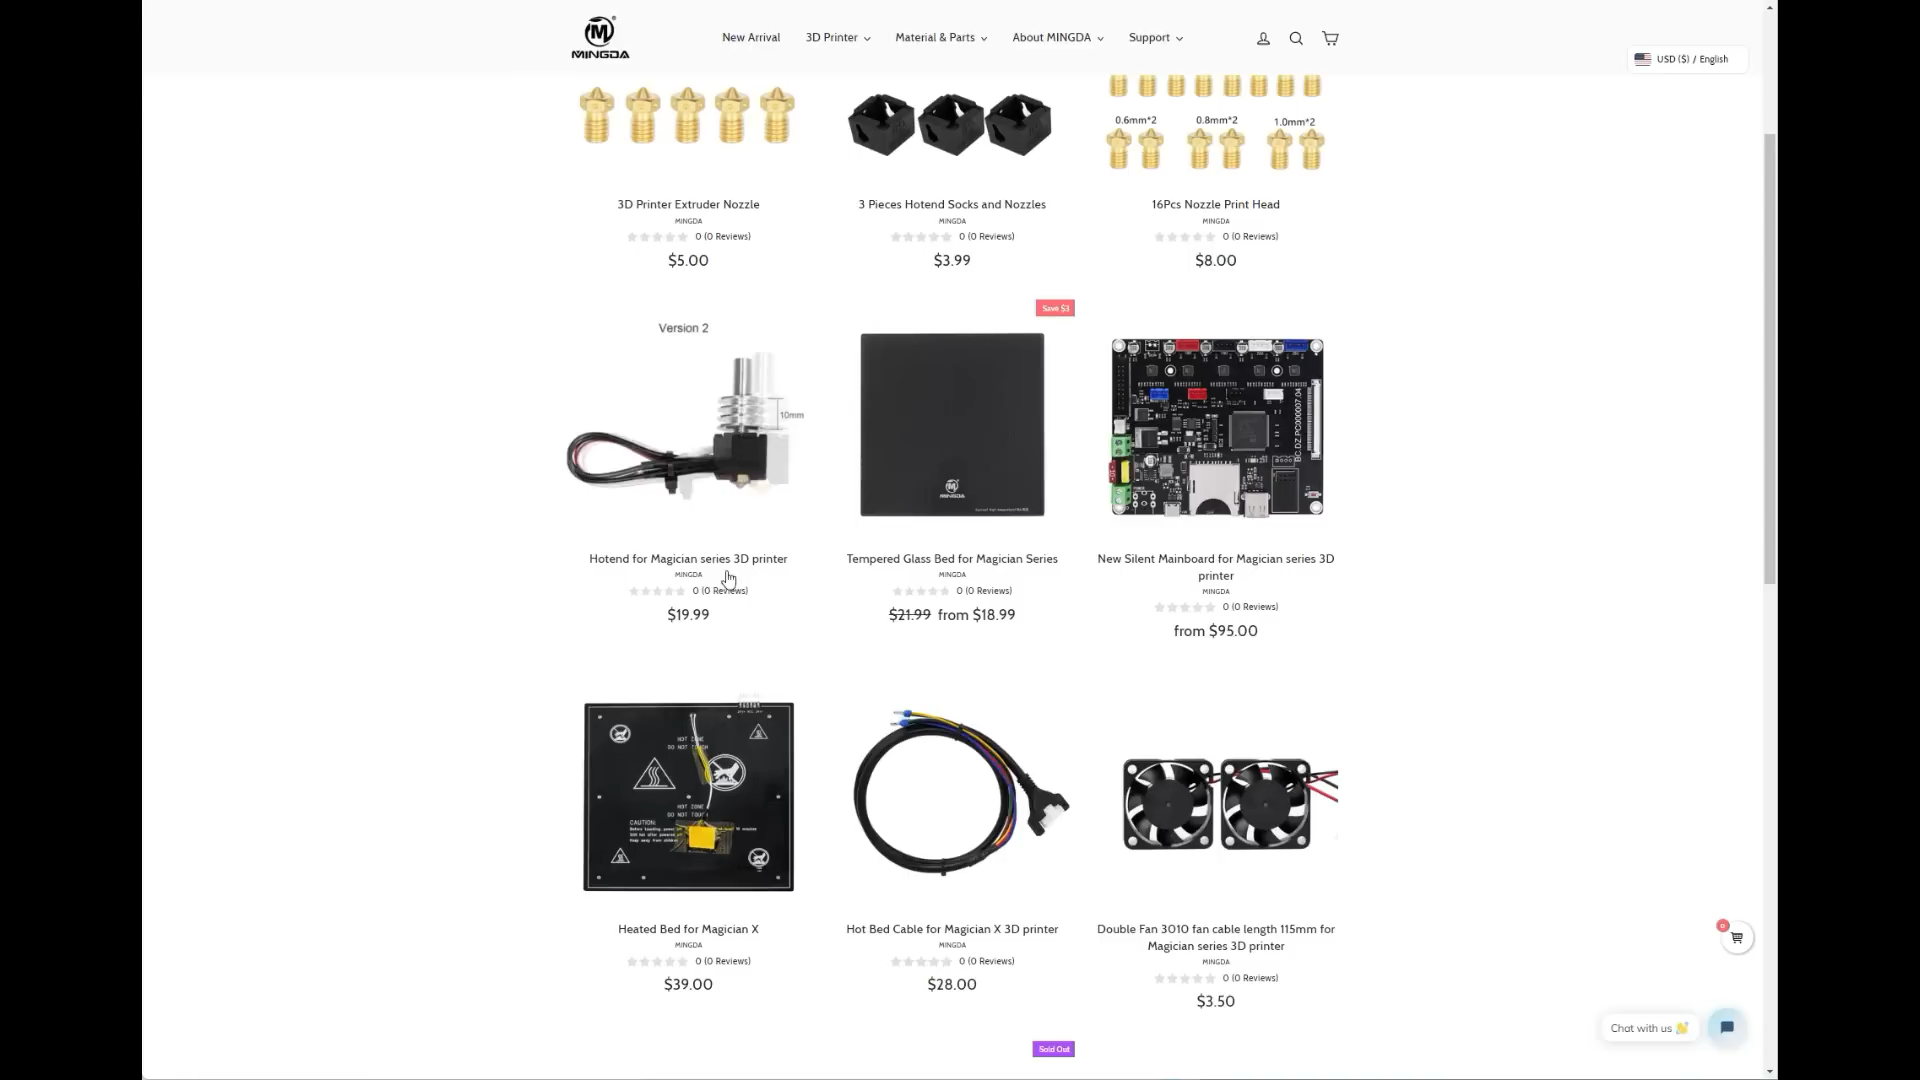 MINGDA
New Arrival
3D Printer
Material & Parts
About MINGDA
Support
USD ($) / English
0.6mm*2
0.8mm*2
1.0mm*2
3D Printer Extruder Nozzle
MINGDA
0 (0 Reviews)
$5.00
3 Pieces Hotend Socks and Nozzles
MINGDA
0 (0 Reviews)
$3.99
16Pcs Nozzle Print Head
MINGDA
0 (0 Reviews)
$8.00
Version 2
10mm
Hotend for Magician series 3D printer
MINGDA
0 (0 Reviews)
$19.99
Save $3
MINGDA
Tempered Glass Bed for Magician Series
MINGDA
0 (0 Reviews)
$21.99 from $18.99
BC.DZ.PC000007.04
New Silent Mainboard for Magician series 3D
printer
MINGDA
0 (0 Reviews)
from $95.00
HOT ZONE
DO NOT TOUCH
HOT ZONE
DO NOT TOUCH
CAUTION:
Heated Bed for Magician X
MINGDA
0 (0 Reviews)
$39.00
Hot Bed Cable for Magician X 3D printer
MINGDA
0 (0 Reviews)
$28.00
Double Fan 3010 fan cable length 115mm for
Magician series 3D printer
MINGDA
0 (0 Reviews)
$3.50
0
Chat with us 👋
Sold Out